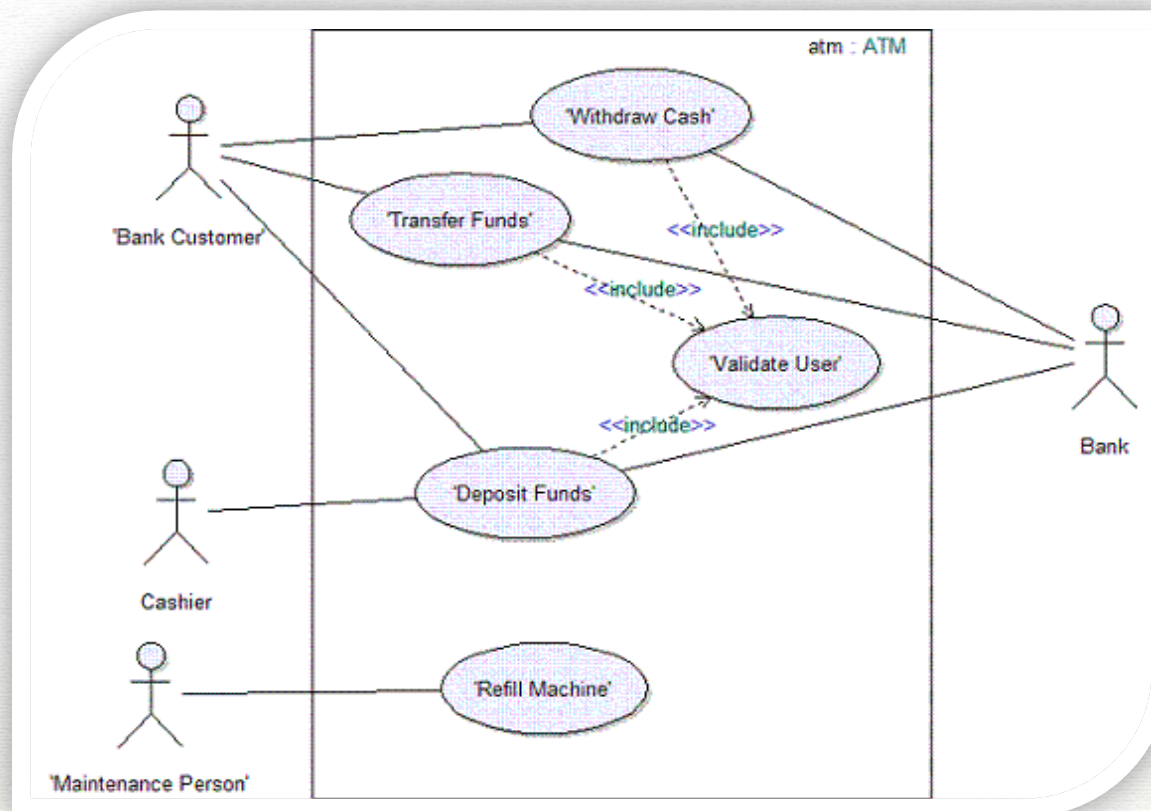 atm : ATM
'Withdraw Cash'
'Transfer Funds'
<<include>>
'Bank Customer'
<<include>>
'Validate User'
<<include>>
Bank
'Deposit Funds'
Cashier
'Refill Machine'
'Maintenance Person'